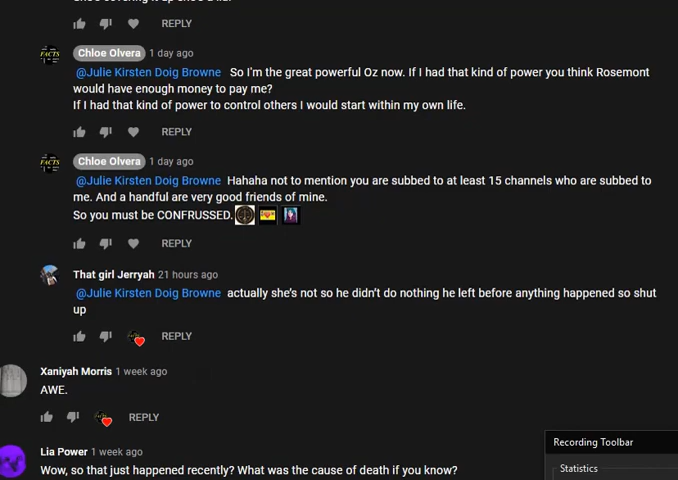 REPLY
FACTS
Chloe Olvera 1 day ago
@Julie Kirsten Doig Browne So I'm the great powerful Oz now. If I had that kind of power you think Rosemont
would have enough money to pay me?
If I had that kind of power to control others I would start within my own life.
REPLY
FACTS
Chloe Olvera 1 day ago
@Julie Kirsten Doig Browne Hahaha not to mention you are subbed to at least 15 channels who are subbed to
me. And a handful are very good friends of mine.
So you must be CONFRUSSED.
REPLY
That girl Jerryah 21 hours ago
@Julie Kirsten Doig Browne actually she's not so he didn't do nothing he left before anything happened so shut
up
REPLY
Xaniyah Morris 1 week ago
AWE.
REPLY
Lia Power 1 week ago
Wow, so that just happened recently? What was the cause of death if you know?
Recording Toolbar
Statistics